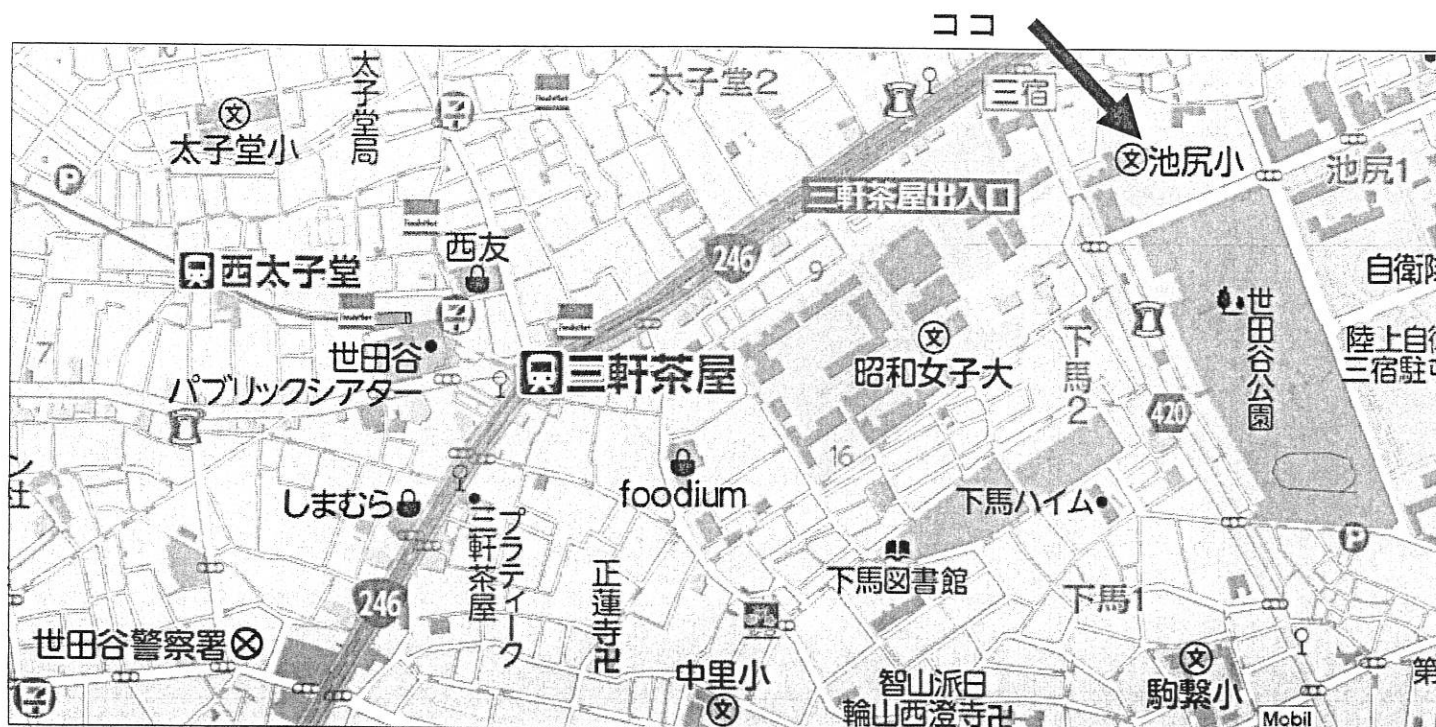 ココ
太子堂局
太子堂2
三宿
太子堂小
池尻小
池尻1
三軒茶屋出入口
西友
246
西太子堂
9
自衛隊
世田谷公園
世田谷
パブリックシアター
7
三軒茶屋
昭和女子大
下馬2
陸上自衛
三宿駐屯
420
16
foodium
しまむら
下馬ハイム
プラティーク
三軒茶屋
正蓮寺
下馬図書館
246
下馬1
世田谷警察署
中里小
智山派日
輪山西澄寺
駒繋小
第
Mobil
P
P